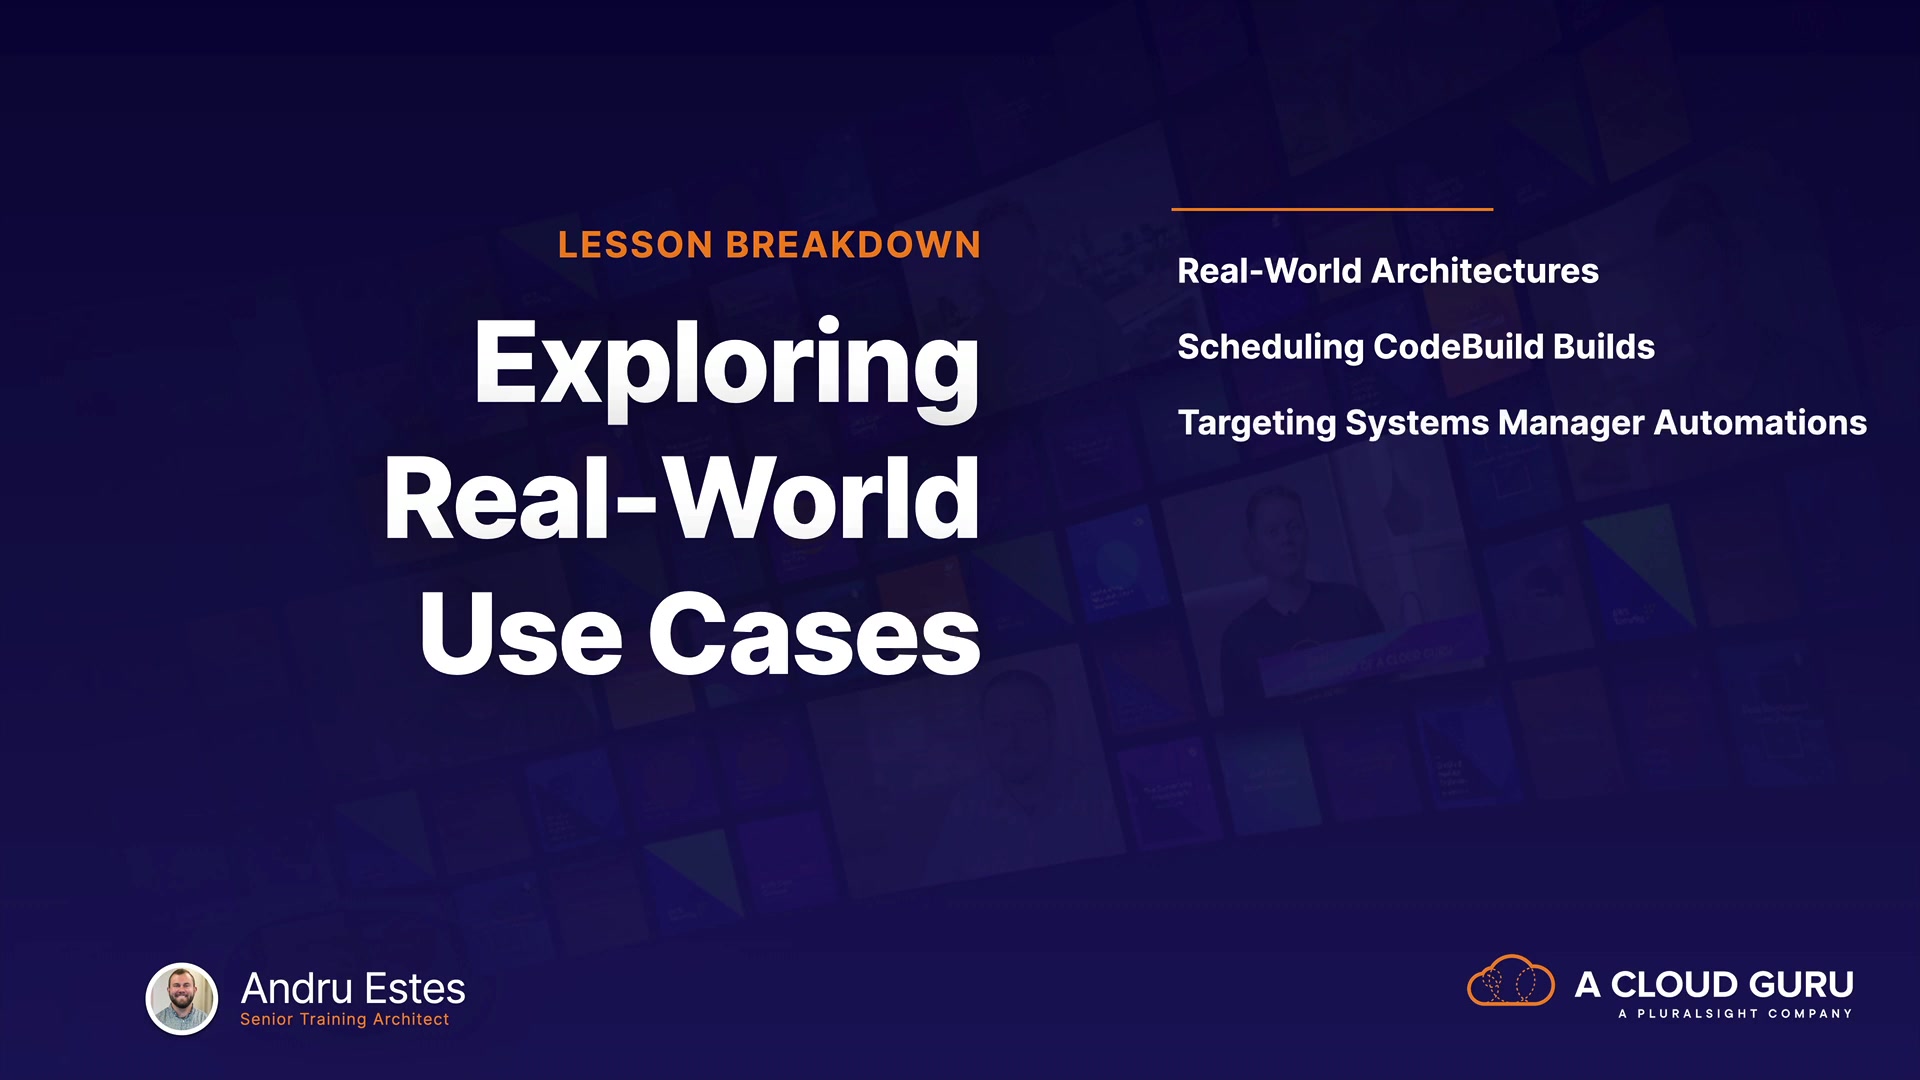 LESSON BREAKDOWN
Exploring
Real-World
Use Cases
Real-World Architectures
Scheduling CodeBuild Builds
Targeting Systems Manager Automations
Andru Estes
Senior Training Architect
A CLOUD GURU
A PLURALSIGHT COMPANY